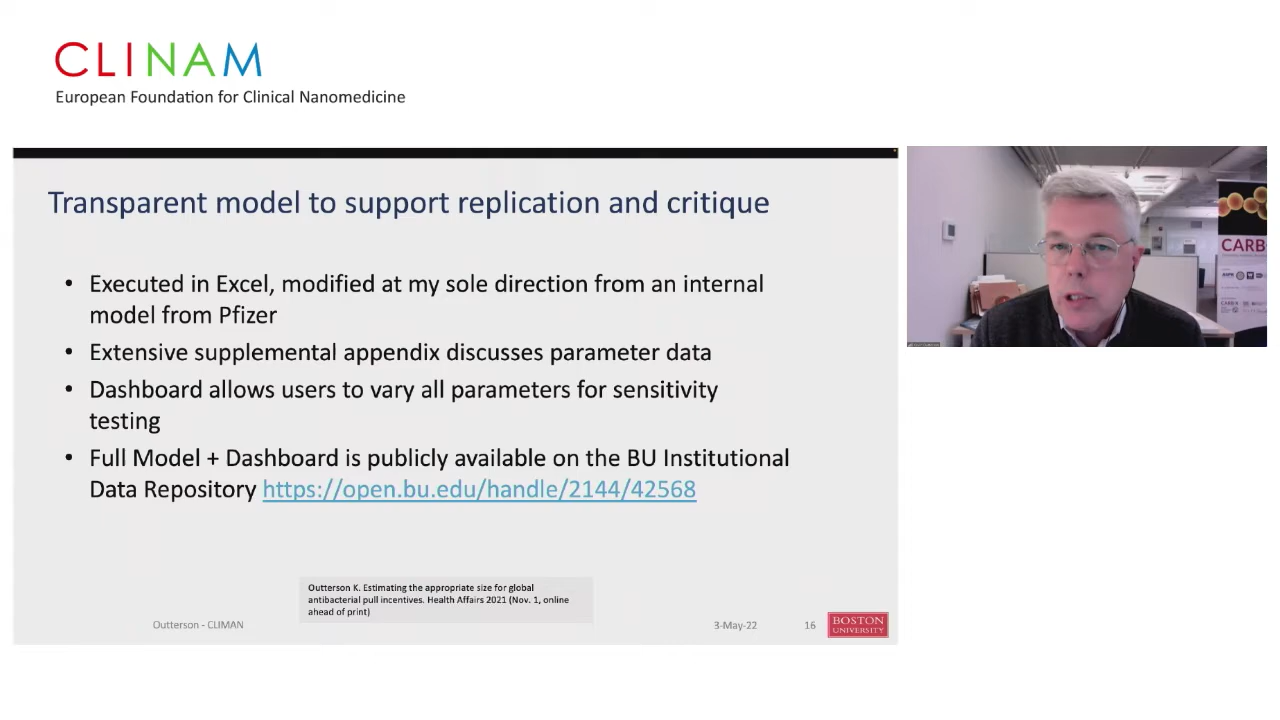 CLINAM
European Foundation for Clinical Nanomedicine
Transparent model to support replication and critique
• Executed in Excel, modified at my sole direction from an internal
model from Pfizer
• Extensive supplemental appendix discusses parameter data
• Dashboard allows users to vary all parameters for sensitivity
testing
• Full Model + Dashboard is publicly available on the BU Institutional
Data Repository https://open.bu.edu/handle/2144/42568
Outterson K. Estimating the appropriate size for global
antibacterial pull incentives. Health Affairs 2021 (Nov. 1, online
ahead of print)
Outterson - CLIMAN
3-May-22
16
BOSTON
UNIVERSITY
CARB